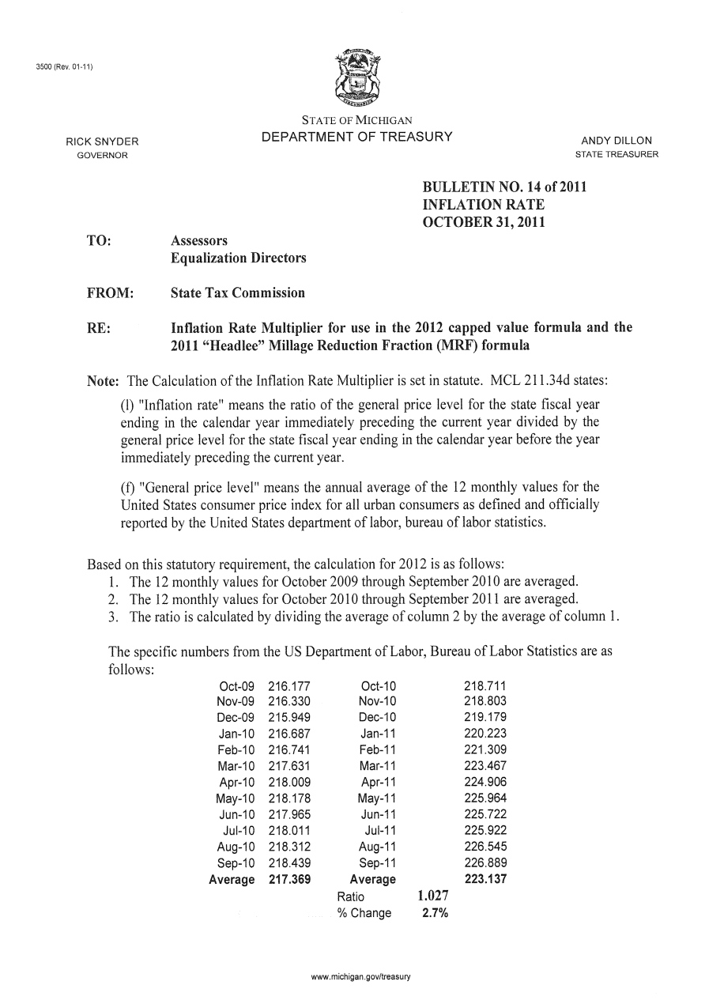 3500 (Rev. 01-11)
STATE OF MICHIGAN
RICK SNYDER DEPARTMENT OF TREASURY ANDY DILLON
GOVERNOR STATE TREASURER
BULLETIN NO. 14 of 2011
INFLATION RATE
OCTOBER 31, 2011
TO: Assessors
Equalization Directors
FROM: State Tax Commission
RE: Inflation Rate Multiplier for use in the 2012 capped value formula and the
2011 “Headlee” Millage Reduction Fraction (MRF) formula
Note: The Calculation of the Inflation Rate Multiplier is set in statute. MCL 211.34d states:
(l) "Inflation rate" means the ratio of the general price level for the state fiscal year
ending in the calendar year immediately preceding the current year divided by the
general price level for the state fiscal year ending in the calendar year before the year
immediately preceding the current year.
(f) "General price level" means the annual average of the 12 monthly values for the
United States consumer price index for all urban consumers as defined and officially
reported by the United States department of labor, bureau of labor statistics.
Based on this statutory requirement, the calculation for 2012 is as follows:
1. The 12 monthly values for October 2009 through September 2010 are averaged.
2. The 12 monthly values for October 2010 through September 2011 are averaged.
3. The ratio is calculated by dividing the average of column 2 by the average of column 1.
The specific numbers from the US Department of Labor, Bureau of Labor Statistics are as
follows:
Oct-09 216.177 Oct-10 218.711
Nov-09 216.330 Nov-10 218.803
Dec-09 215.949 Dec-10 219.179
Jan-10 216.687 Jan-11 220.223
Feb-10 216.741 Feb-11 221.309
Mar-10 217.631 Mar-11 223.467
Apr-10 218.009 Apr-11 224.906
May-10 218.178 May-11 225.964
Jun-10 217.965 Jun-11 225.722
Jul-10 218.011 Jul-11 225.922
Aug-10 218.312 Aug-11 226.545
Sep-10 218.439 Sep-11 226.889
Average 217.369 Average 223.137
Ratio 1.027
% Change 2.7%
www.michigan.gov/treasury